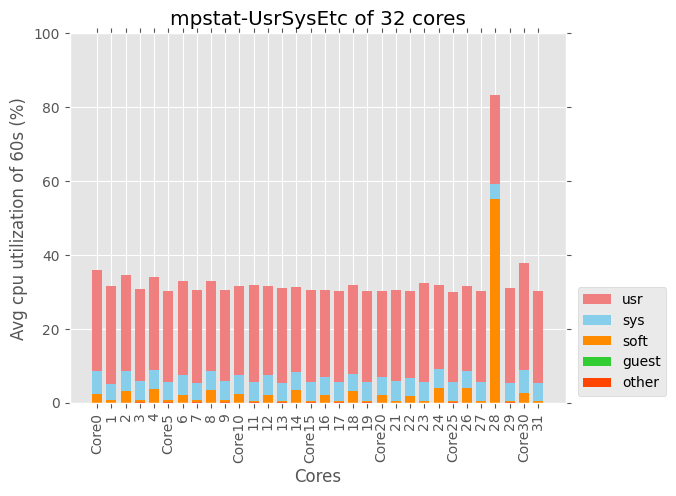 mpstat-UsrSysEtc of 32 cores
Avg cpu utilization of 60s (%)
100
80
60
40
20
0
Core0 1 2 3 4 Core5 6 7 8 9 Core10 11 12 13 14 Core15 16 17 18 19 Core20 21 22 23 24 Core25 26 27 28 29 Core30 31
Cores
usr
sys
soft
guest
other